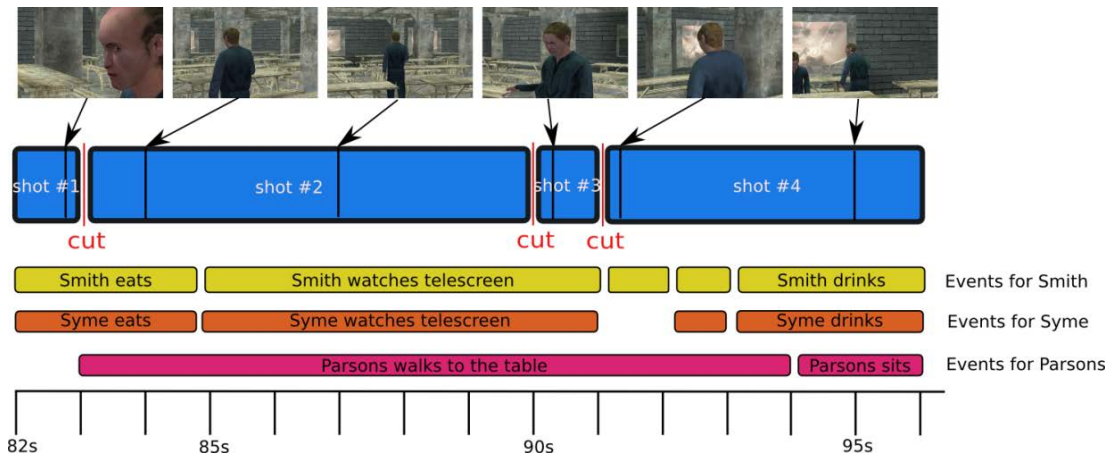 shot #1
shot #2
shot #3
shot #4
cut
cut
cut
Smith eats
Smith watches telescreen
Smith drinks
Events for Smith
Syme eats
Syme watches telescreen
Syme drinks
Events for Syme
Parsons walks to the table
Parsons sits
Events for Parsons
82s
85s
90s
95s